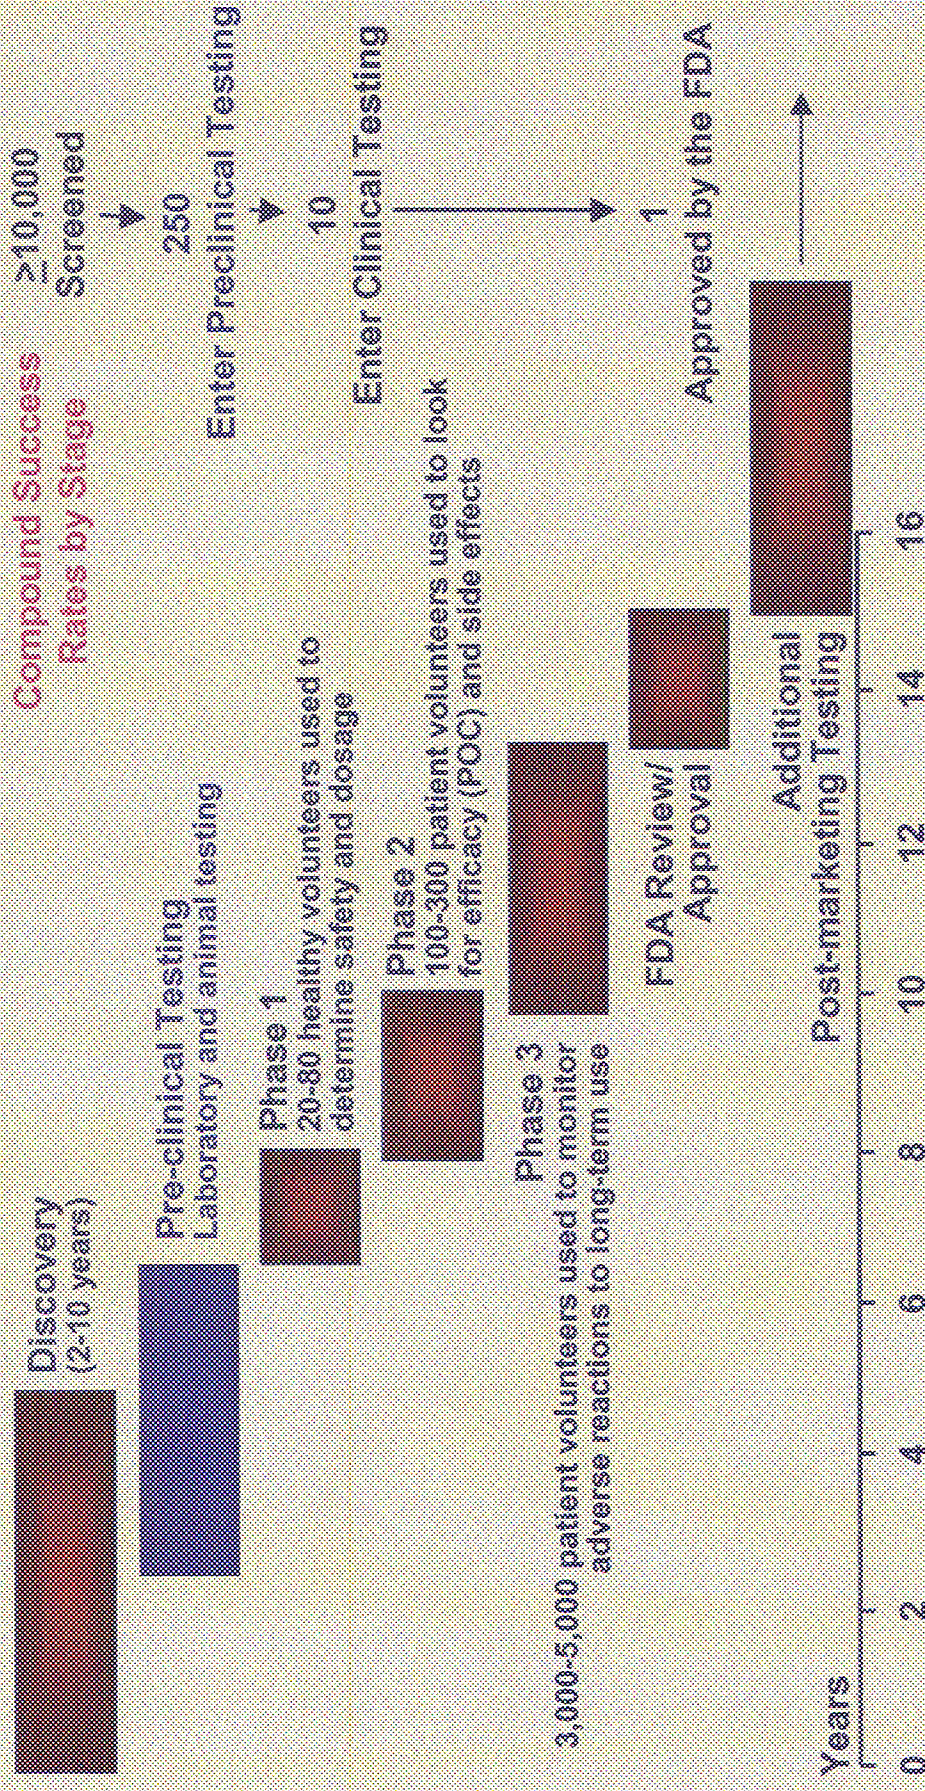 Compound Success
Rates by Stage
≥10,000
Screened
Discovery
(2-10 years)
250
Enter Preclinical Testing
Pre-clinical Testing
Laboratory and animal testing
10
Enter Clinical Testing
Phase 1
20-80 healthy volunteers used to
determine safety and dosage
Phase 2
100-300 patient volunteers used to look
for efficacy (POC) and side effects
Phase 3
3,000-5,000 patient volunteers used to monitor
adverse reactions to long-term use
1
Approved by the FDA
FDA Review/
Approval
Additional
Post-marketing Testing
Years
0 2 4 6 8 10 12 14 16